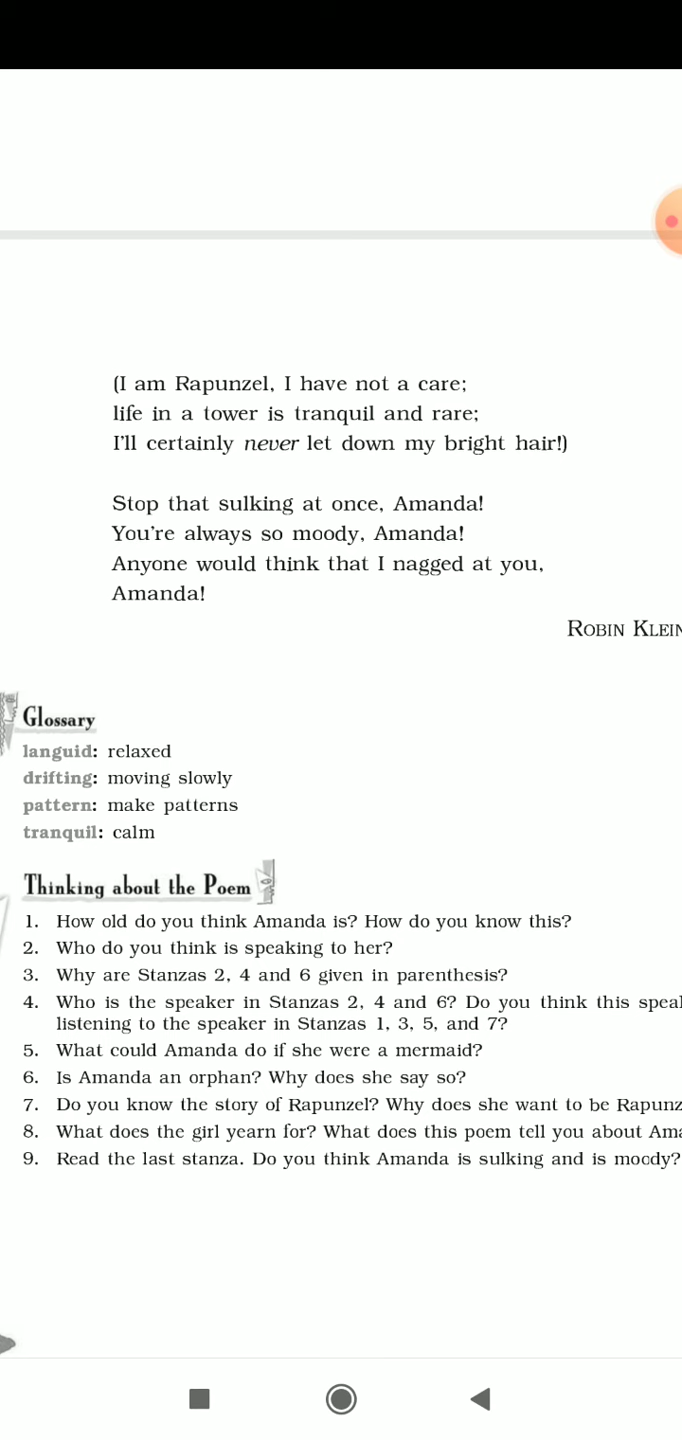 (I am Rapunzel, I have not a care;
life in a tower is tranquil and rare;
I'll certainly never let down my bright hair!)
Stop that sulking at once, Amanda!
You're always so moody, Amanda!
Anyone would think that I nagged at you,
Amanda!
ROBIN KLEIN
Glossary
languid: relaxed
drifting: moving slowly
pattern: make patterns
tranquil: calm
Thinking about the Poem
1. How old do you think Amanda is? How do you know this?
2. Who do you think is speaking to her?
3. Why are Stanzas 2, 4 and 6 given in parenthesis?
4. Who is the speaker in Stanzas 2, 4 and 6? Do you think this
listening to the speaker in Stanzas 1, 3, 5, and 7?
5. What could Amanda do if she were a mermaid?
6. Is Amanda an orphan? Why does she say so?
7. Do you know the story of Rapunzel? Why does she want to be
8. What does the girl yearn for? What does this poem tell you about
9. Read the last stanza. Do you think Amanda is sulking and is moody?